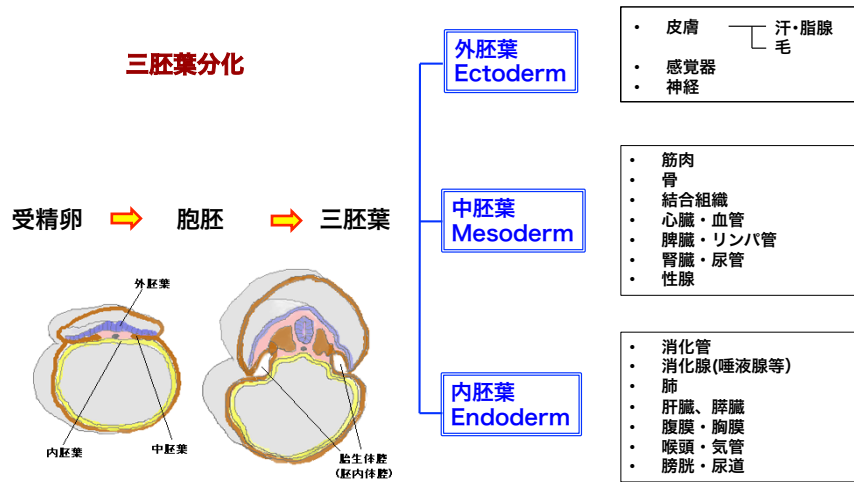 三胚葉分化
受精卵
胞胚
三胚葉
外胚葉
内胚葉
中胚葉
胎生体腔
(胚内体腔)
外胚葉
Ectoderm
・ 皮膚
汗・脂腺
毛
・ 感覚器
・ 神経
中胚葉
Mesoderm
・ 筋肉
・ 骨
・ 結合組織
・ 心臓・血管
・ 脾臓・リンパ管
・ 腎臓・尿管
・ 性腺
内胚葉
Endoderm
・ 消化管
・ 消化腺(唾液腺等）
・ 肺
・ 肝臓、膵臓
・ 腹膜・胸膜
・ 喉頭・気管
・ 膀胱・尿道